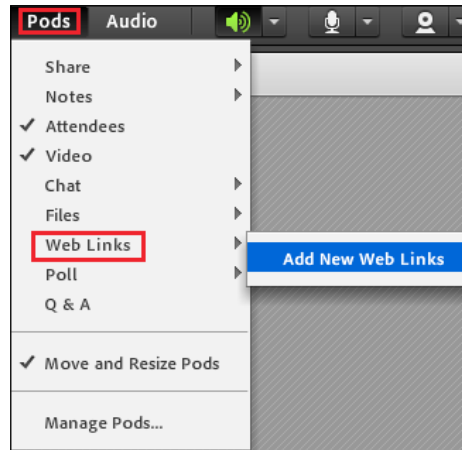 Pods Audio
Share
Notes
✓ Attendees
✓ Video
Chat
Files
Web Links
Add New Web Links
Poll
Q & A
✓ Move and Resize Pods
Manage Pods...